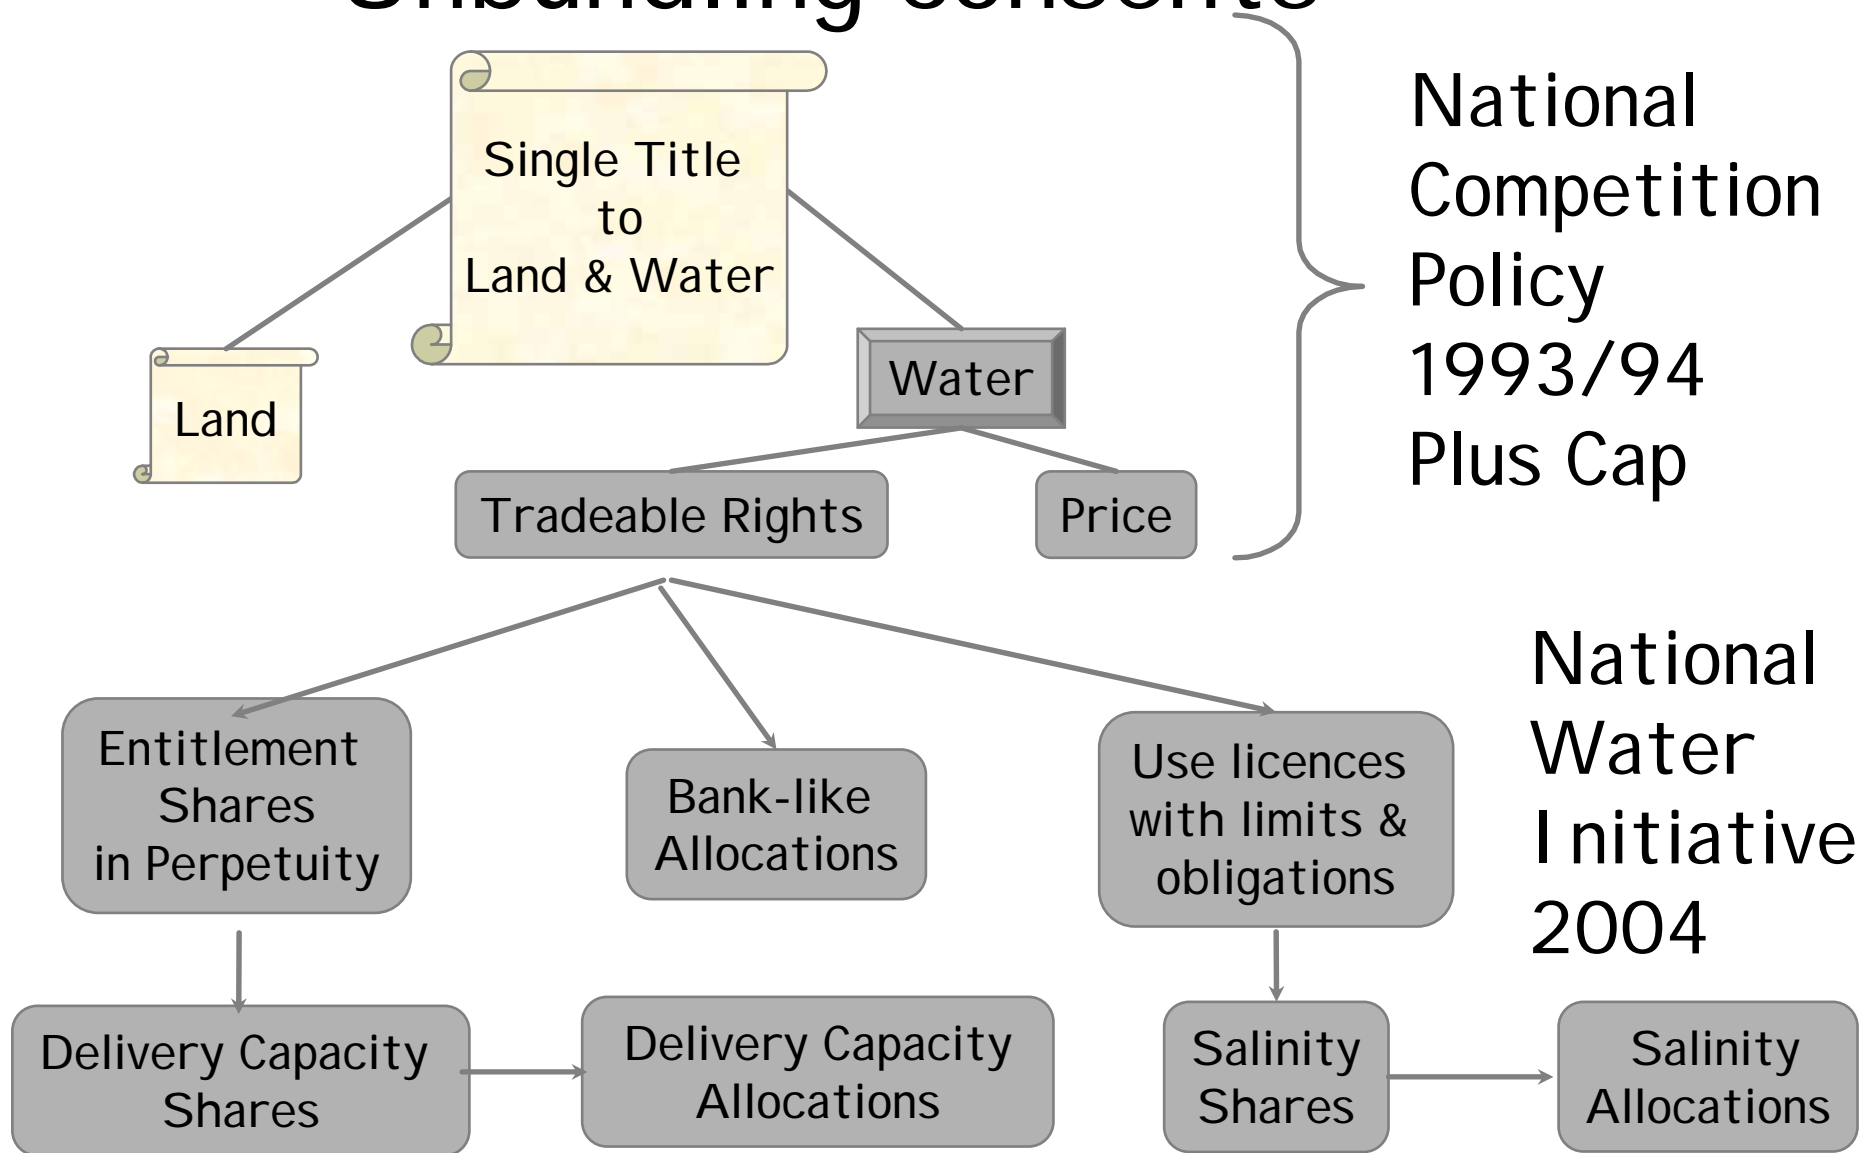 Unbundling consents
Single Title
to
Land & Water
National
Competition
Policy
1993/94
Plus Cap
Land
Water
Tradeable Rights
Price
National
Water
Initiative
2004
Entitlement
Shares
in Perpetuity
Bank-like
Allocations
Use licences
with limits &
obligations
Delivery Capacity
Shares
Delivery Capacity
Allocations
Salinity
Shares
Salinity
Allocations